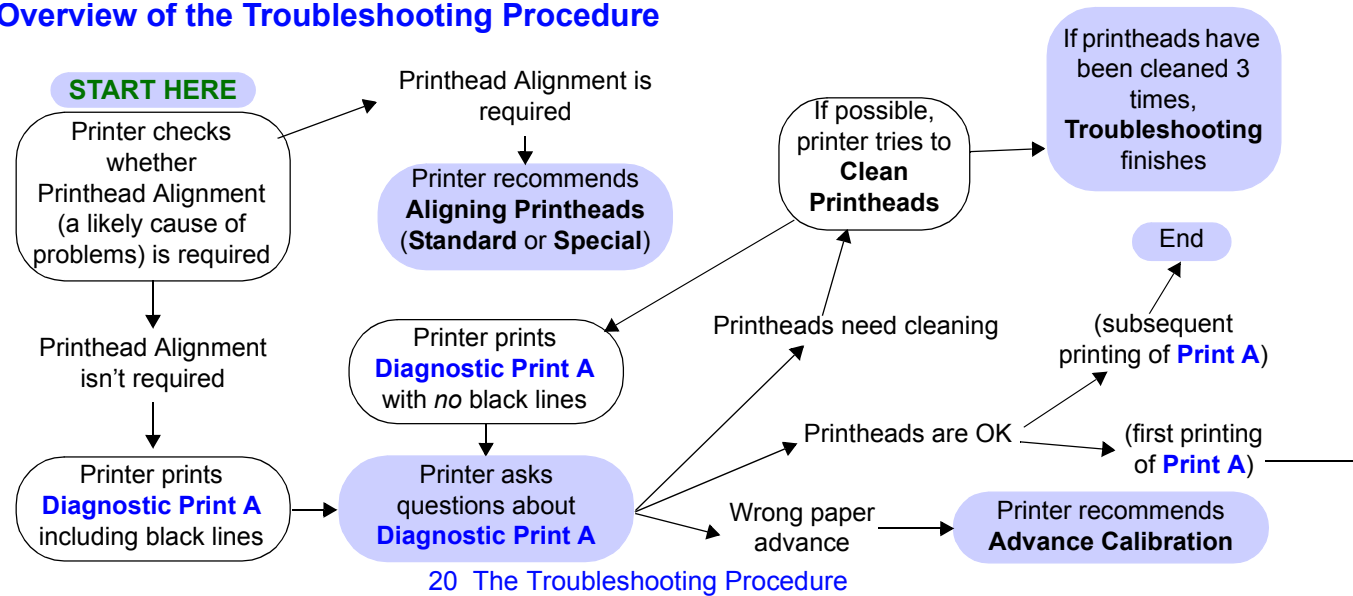 Overview of the Troubleshooting Procedure
START HERE
Printer checks
whether
Printhead Alignment
(a likely cause of
problems) is required
Printhead Alignment is
required
Printer recommends
Aligning Printheads
(Standard or Special)
Printhead Alignment
isn't required
Printer prints
Diagnostic Print A
including black lines
Printer prints
Diagnostic Print A
with no black lines
Printer asks
questions about
Diagnostic Print A
If possible,
printer tries to
Clean
Printheads
If printheads have
been cleaned 3
times,
Troubleshooting
finishes
Printheads need cleaning
Printheads are OK
(subsequent
printing of Print A)
End
(first printing
of Print A)
Wrong paper
advance
Printer recommends
Advance Calibration
20 The Troubleshooting Procedure